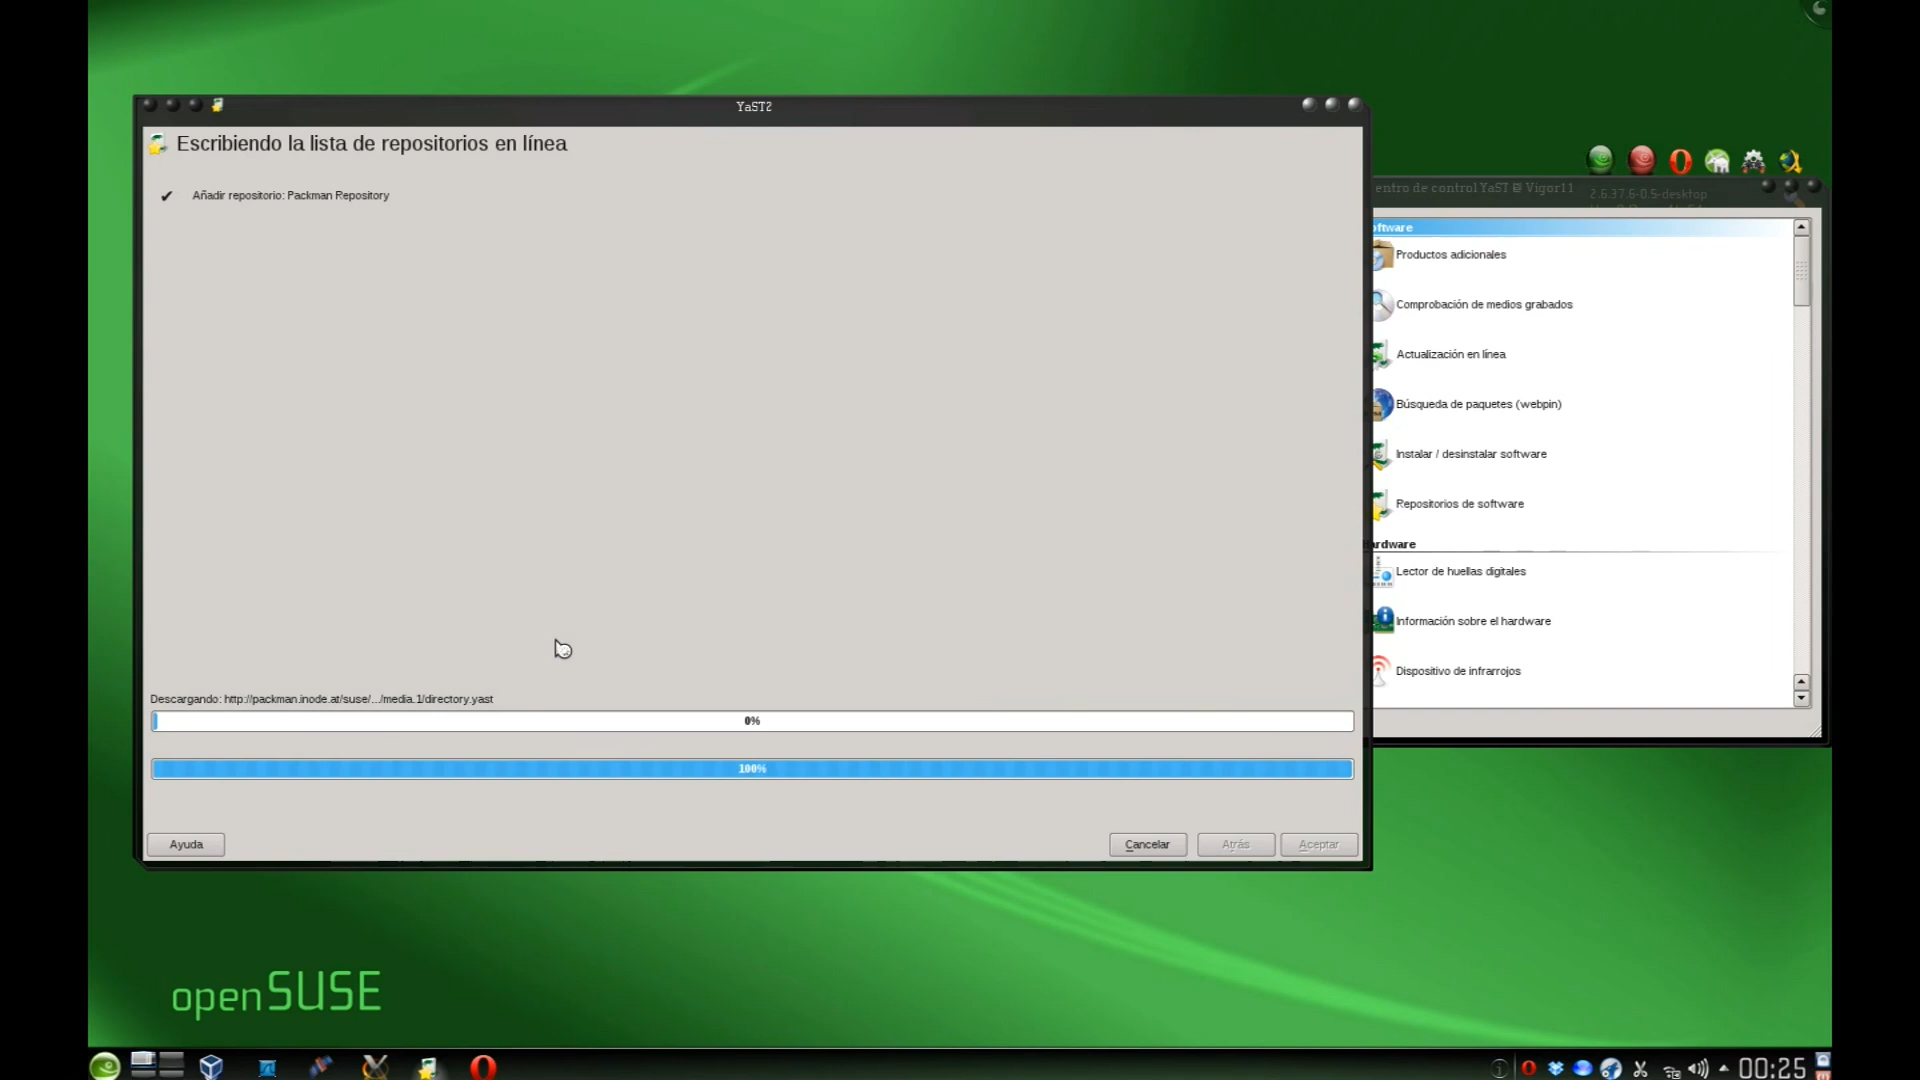 YaST2
Escribiendo la lista de repositorios en línea
Añadir repositorio: Packman Repository
Descargando: http://packman.inode.at/suse/.../media.1/directory.yast
0%
100%
Ayuda
Cancelar
Atrás
Aceptar
entro de control YaST @ Vigor11
2.6.37.6-0.5-desktop
oftware
Productos adicionales
Comprobación de medios grabados
Actualización en línea
Búsqueda de paquetes (webpin)
Instalar / desinstalar software
Repositorios de software
ardware
Lector de huellas digitales
Información sobre el hardware
Dispositivo de infrarrojos
openSUSE
00:25